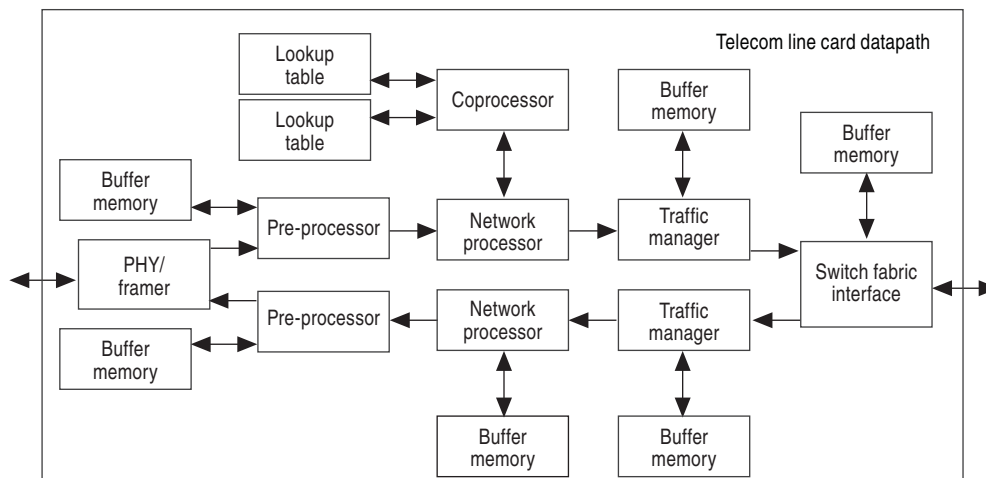 Telecom line card datapath
Lookup
table
Lookup
table
Coprocessor
Buffer
memory
Buffer
memory
Buffer
memory
Pre-processor
Network
processor
Traffic
manager
PHY/
framer
Switch fabric
interface
Pre-processor
Network
processor
Traffic
manager
Buffer
memory
Buffer
memory
Buffer
memory